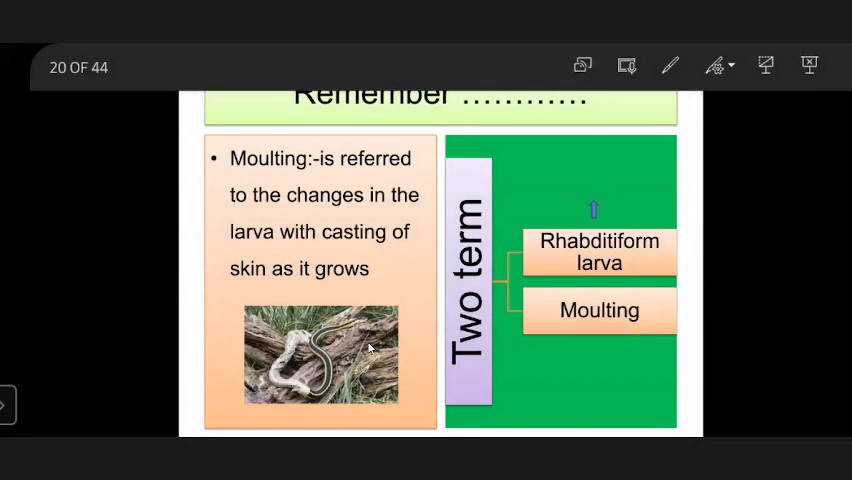 20 OF 44
Remember ............
• Moulting:-is referred
to the changes in the
larva with casting of
skin as it grows
Two term
Rhabditiform
larva
Moulting